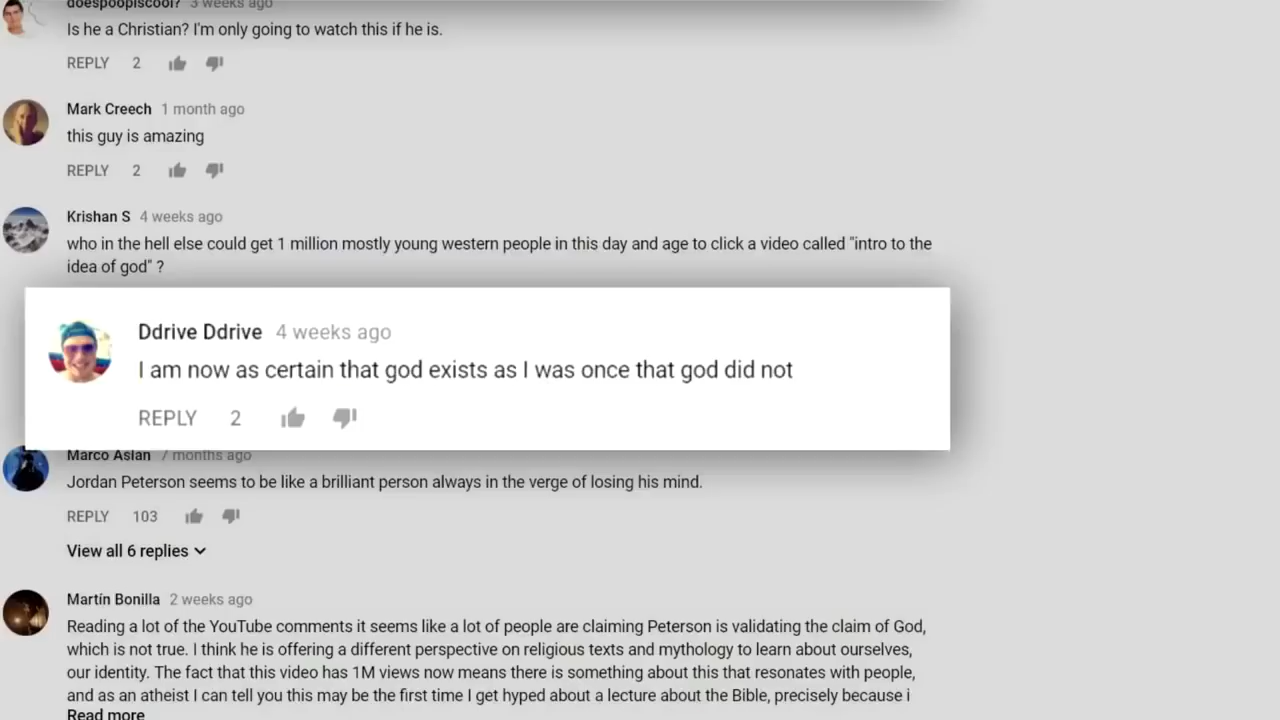 doespoopiscool? 3 weeks ago
Is he a Christian? I'm only going to watch this if he is.
REPLY 2
Mark Creech 1 month ago
this guy is amazing
REPLY 2
Krishan S 4 weeks ago
who in the hell else could get 1 million mostly young western people in this day and age to click a video called "intro to the
idea of god" ?
Ddrive Ddrive 4 weeks ago
I am now as certain that god exists as I was once that god did not
REPLY 2
Marco Asian 7 months ago
Jordan Peterson seems to be like a brilliant person always in the verge of losing his mind.
REPLY 103
View all 6 replies
Martín Bonilla 2 weeks ago
Reading a lot of the YouTube comments it seems like a lot of people are claiming Peterson is validating the claim of God,
which is not true. I think he is offering a different perspective on religious texts and mythology to learn about ourselves,
our identity. The fact that this video has 1M views now means there is something about this that resonates with people,
and as an atheist I can tell you this may be the first time I get hyped about a lecture about the Bible, precisely because i
Read more